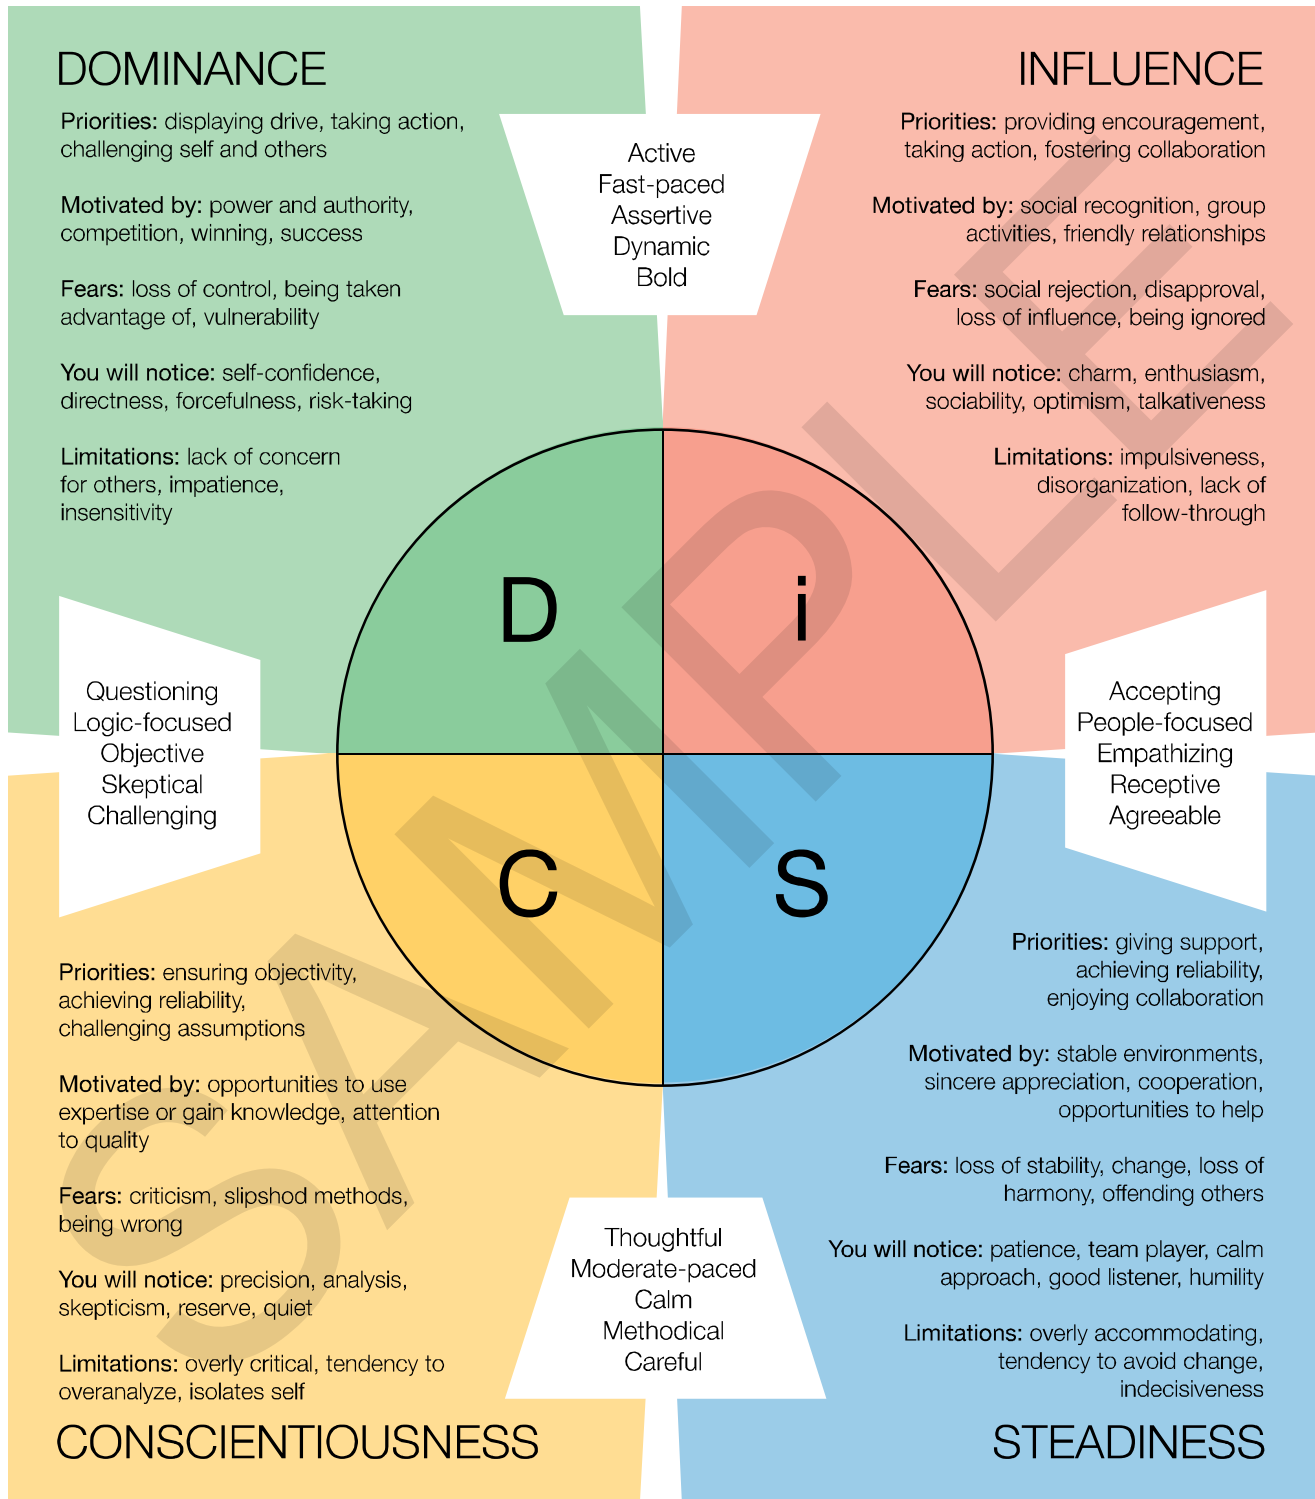 DOMINANCE
Priorities: displaying drive, taking action,
challenging self and others
Motivated by: power and authority,
competition, winning, success
Fears: loss of control, being taken
advantage of, vulnerability
You will notice: self-confidence,
directness, forcefulness, risk-taking
Limitations: lack of concern
for others, impatience,
insensitivity
Active
Fast-paced
Assertive
Dynamic
Bold
INFLUENCE
Priorities: providing encouragement,
taking action, fostering collaboration
Motivated by: social recognition, group
activities, friendly relationships
Fears: social rejection, disapproval,
loss of influence, being ignored
You will notice: charm, enthusiasm,
sociability, optimism, talkativeness
Limitations: impulsiveness,
disorganization, lack of
follow-through
D
i
Questioning
Logic-focused
Objective
Skeptical
Challenging
Accepting
People-focused
Empathizing
Receptive
Agreeable
C
S
SAMPLE
Priorities: ensuring objectivity,
achieving reliability,
challenging assumptions
Motivated by: opportunities to use
expertise or gain knowledge, attention
to quality
Fears: criticism, slipshod methods,
being wrong
You will notice: precision, analysis,
skepticism, reserve, quiet
Limitations: overly critical, tendency to
overanalyze, isolates self
CONSCIENTIOUSNESS
Thoughtful
Moderate-paced
Calm
Methodical
Careful
Priorities: giving support,
achieving reliability,
enjoying collaboration
Motivated by: stable environments,
sincere appreciation, cooperation,
opportunities to help
Fears: loss of stability, change, loss of
harmony, offending others
You will notice: patience, team player, calm
approach, good listener, humility
Limitations: overly accommodating,
tendency to avoid change,
indecisiveness
STEADINESS